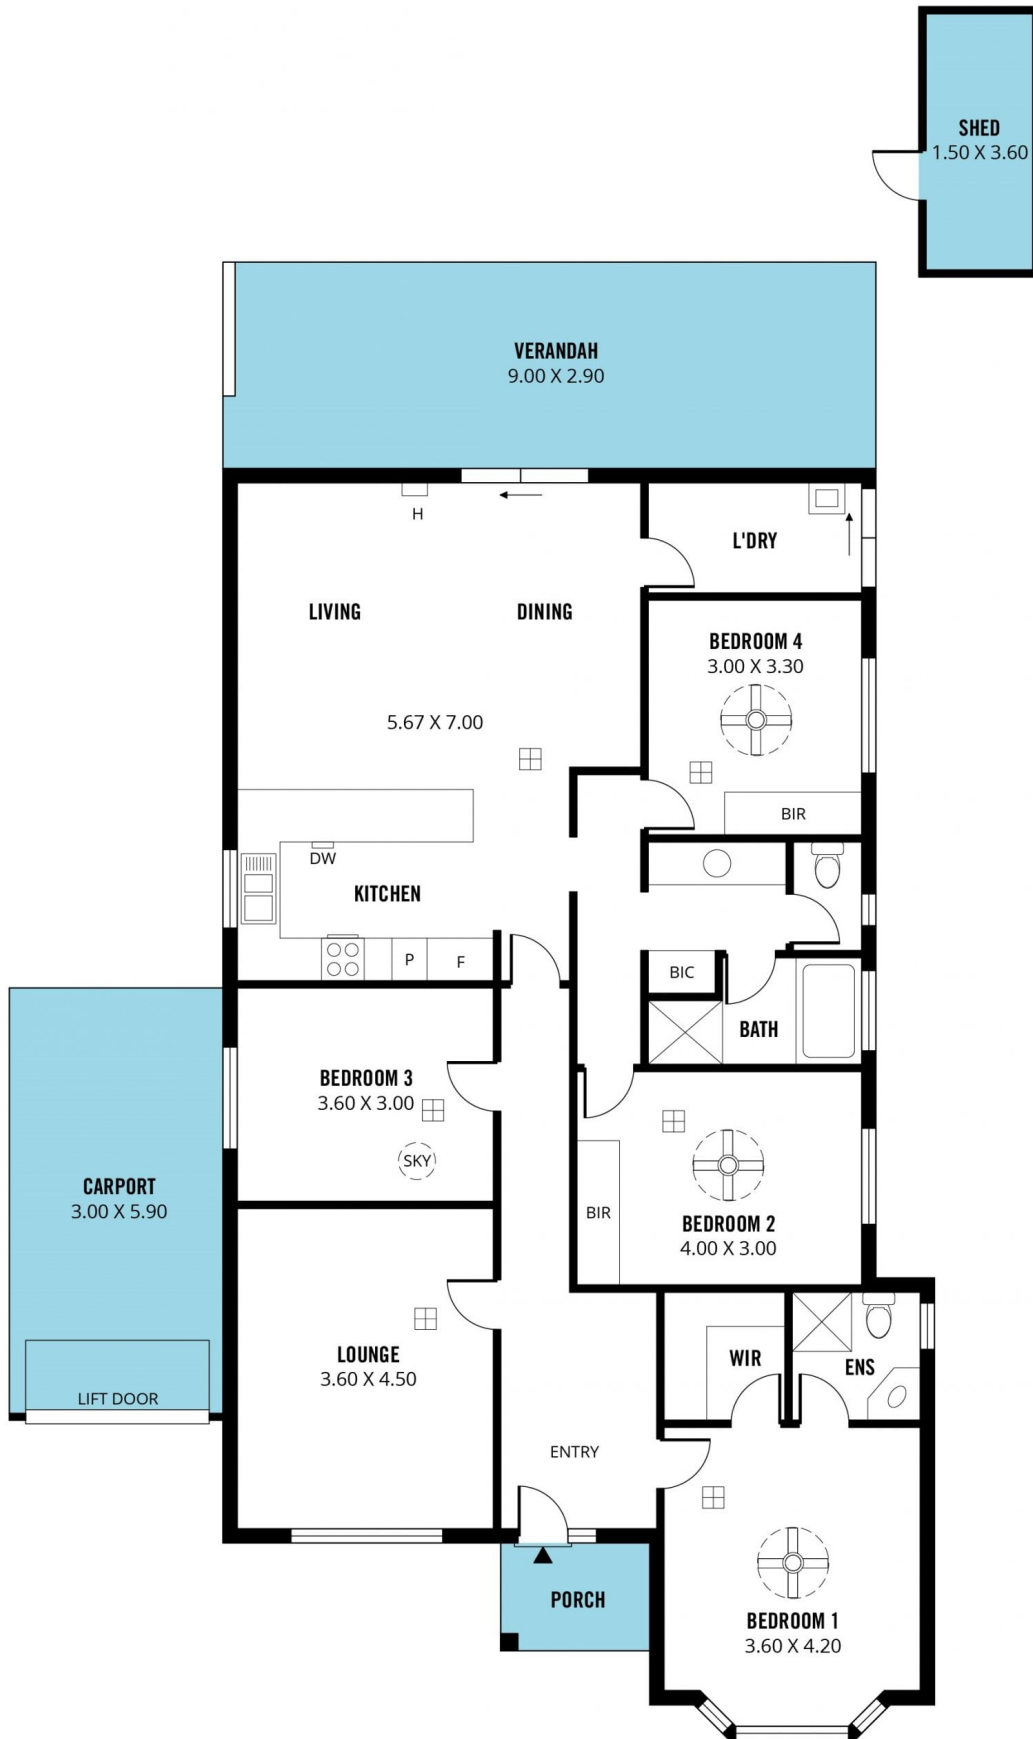 SHED
1.50 X 3.60
VERANDAH
9.00 X 2.90
H
L'DRY
LIVING
DINING
BEDROOM 4
3.00 X 3.30
5.67 X 7.00
BIR
DW
KITCHEN
P
F
BIC
BATH
BEDROOM 3
3.60 X 3.00
SKY
CARPORT
3.00 X 5.90
BIR
BEDROOM 2
4.00 X 3.00
LOUNGE
3.60 X 4.50
WIR
ENS
LIFT DOOR
ENTRY
PORCH
BEDROOM 1
3.60 X 4.20